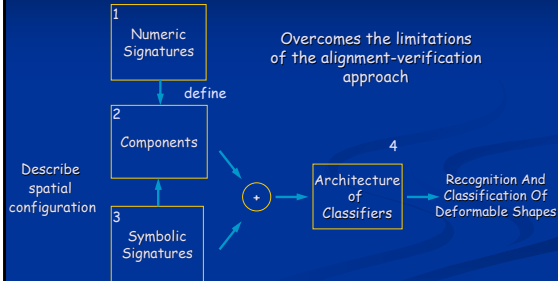 1
Numeric
Signatures
Overcomes the limitations
of the alignment-verification
approach
define
2
Components
4
Describe
spatial
configuration
+
Architecture
of
Classifiers
Recognition And
Classification Of
Deformable Shapes
3
Symbolic
Signatures